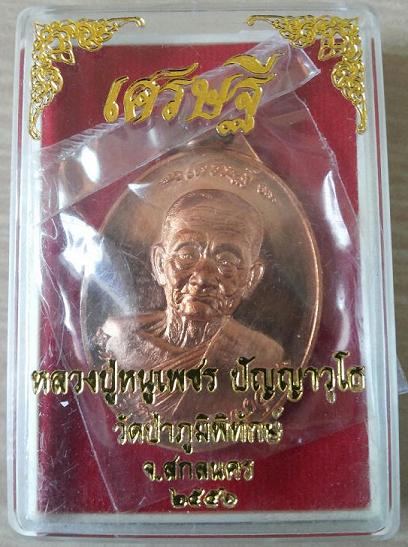 เศรษฐี
หลวงปู่หนูเพชร ปัญญาวุโธ
วัดป่าภูมิพิทักษ์
จ.สกลนคร
๒๕๕๖